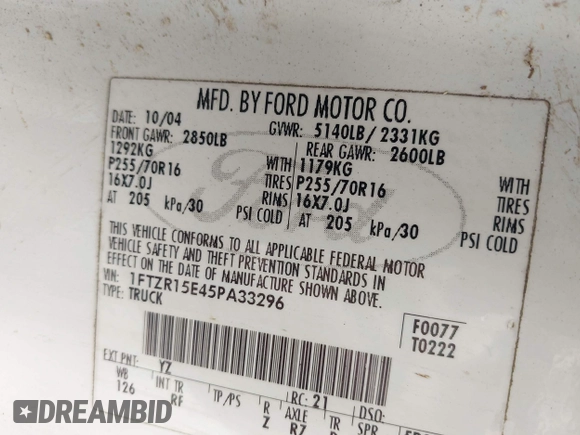 MFD. BY FORD MOTOR CO.
DATE: 10/04 GVWR: 5140LB/ 2331KG
FRONT GAWR: 2850LB REAR GAWR: 2600LB
1292KG WITH 1179KG WITH
P255/70R16 TIRES P255/70R16 TIRES
16X7.0J RIMS 16X7.0J RIMS
AT 205 kPa/30 PSI COLD AT 205 kPa/30 PSI COLD
Ford
THIS VEHICLE CONFORMS TO ALL APPLICABLE FEDERAL MOTOR
VEHICLE SAFETY AND THEFT PREVENTION STANDARDS IN
EFFECT ON THE DATE OF MANUFACTURE SHOWN ABOVE.
VIN: 1FTZR15E45PA33296
TYPE: TRUCK
F0077
T0222
EXT PNT: YZ RC: 21 DSO:
WB INT TR TP/PS R AXLE TR SPR
126 RF Z R7
DREAMBID